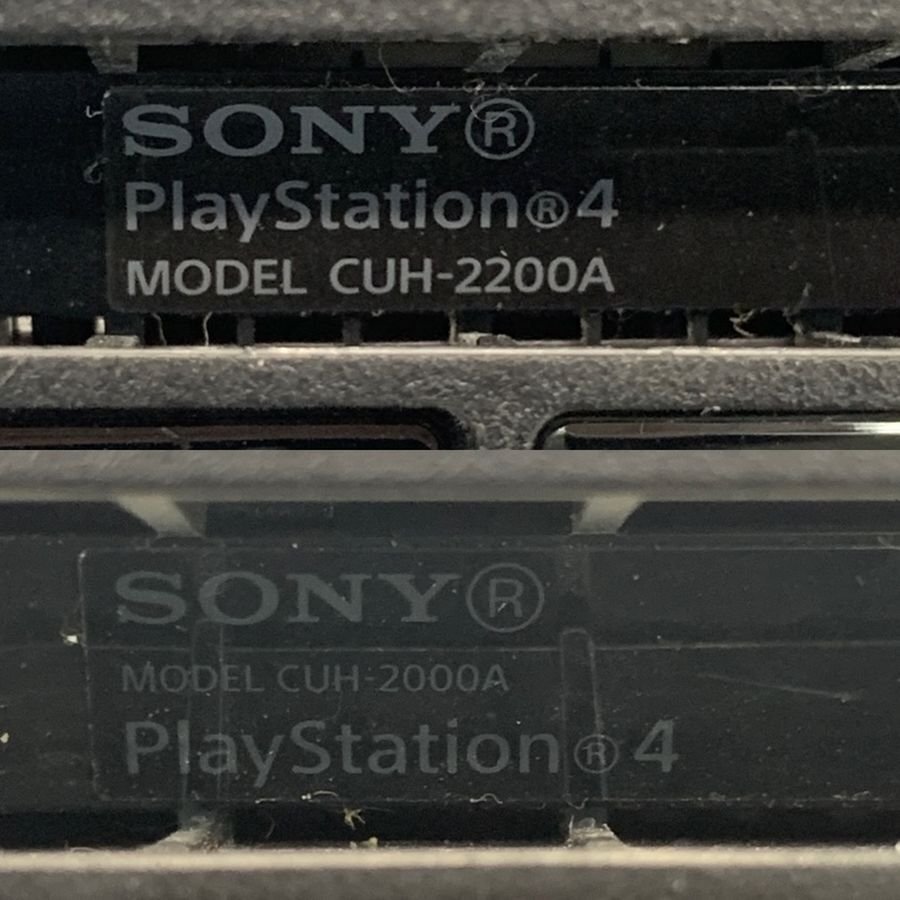 SONY®
PlayStation®4
MODEL CUH-2200A
SONY®
MODEL CUH-2000A
PlayStation®4